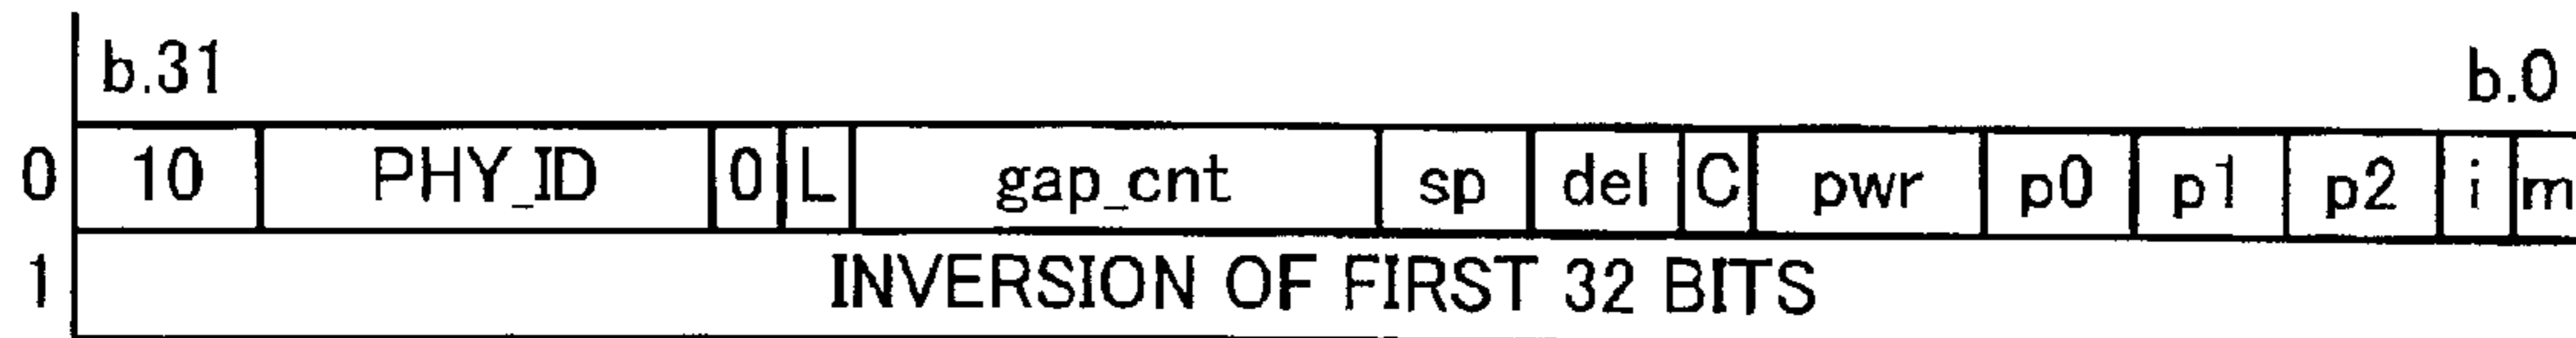 b.31 b.0
0 10 PHY_ID 0 L gap_cnt sp del C pwr p0 p1 p2 i m
1 INVERSION OF FIRST 32 BITS